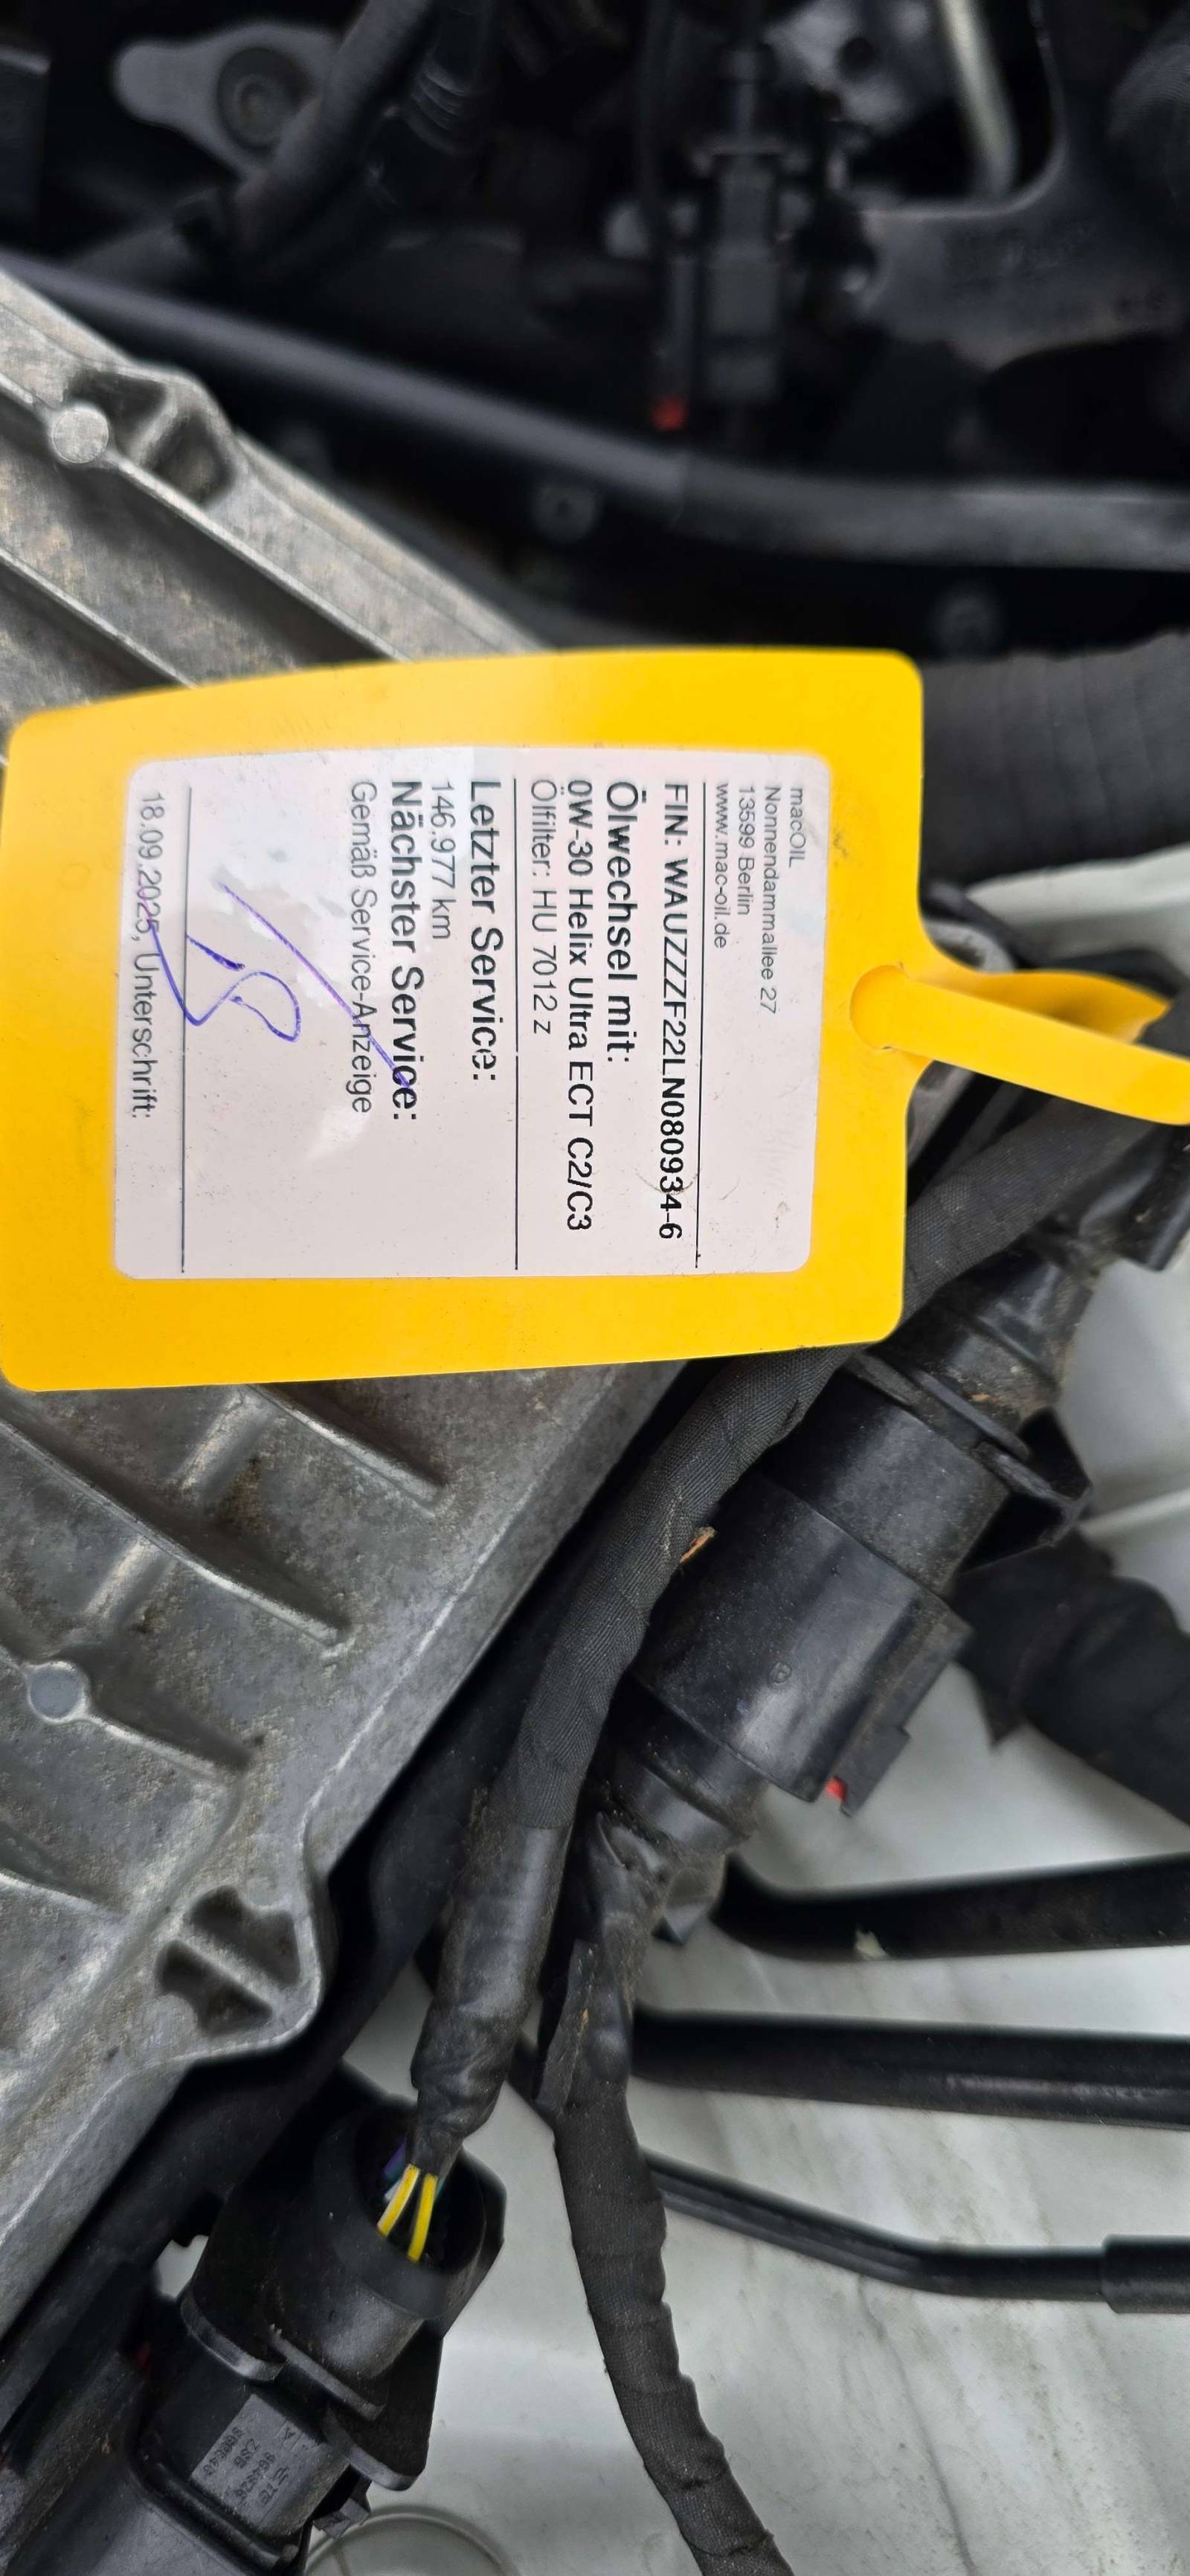 macOIL
Nonnendammallee 27
13599 Berlin
www.mac-oil.de
FIN: WAUZZZF22LN080934-6
Ölwechsel mit:
0W-30 Helix Ultra ECT C2/C3
Ölfilter: HU 7012 z
Letzter Service:
146.977 km
Nächster Service:
Gemäß Service-Anzeige
18.09.2025, Unterschrift: